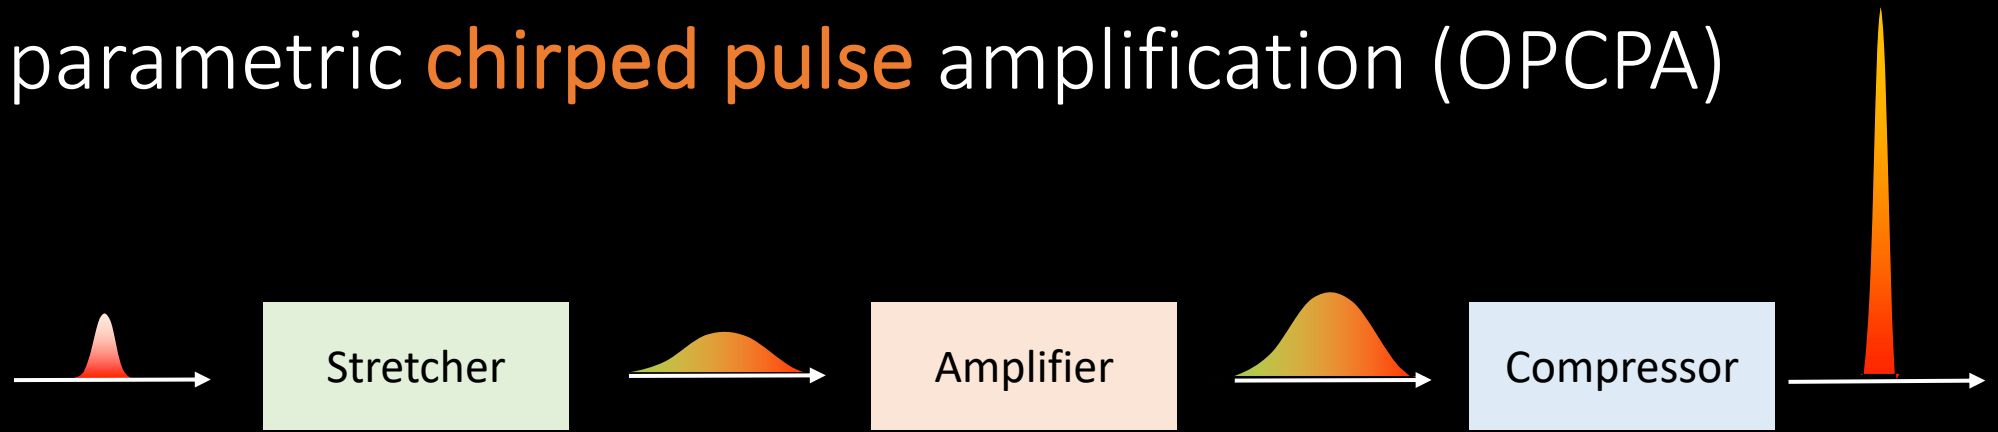 parametric chirped pulse amplification (OPCPA)
Stretcher
Amplifier
Compressor